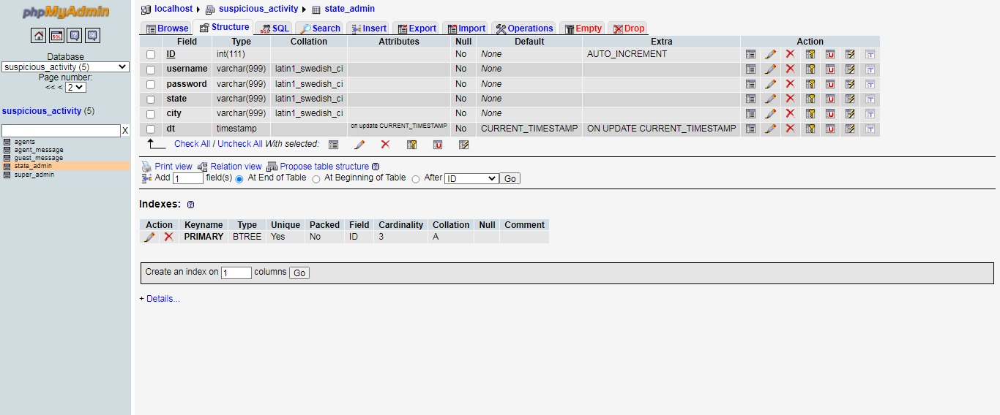 phpMyAdmin
Database
suspicious_activity (5)
Page number:
<< < 2
suspicious_activity (5)
X
agents
agent_message
guest_message
state_admin
super_admin
localhost suspicious_activity state_admin
Browse Structure SQL Search Insert Export Import Operations Empty Drop
Field Type Collation Attributes Null Default Extra Action
ID int(111) No None AUTO_INCREMENT
username varchar(999) latin1_swedish_ci No None
password varchar(999) latin1_swedish_ci No None
state varchar(999) latin1_swedish_ci No None
city varchar(999) latin1_swedish_ci No None
dt timestamp on update CURRENT_TIMESTAMP No CURRENT_TIMESTAMP ON UPDATE CURRENT_TIMESTAMP
Check All / Uncheck All With selected:
Print view Relation view Propose table structure
Add 1 field(s) At End of Table At Beginning of Table After ID Go
Indexes:
Action Keyname Type Unique Packed Field Cardinality Collation Null Comment
PRIMARY BTREE Yes No ID 3 A
Create an index on 1 columns Go
+ Details...